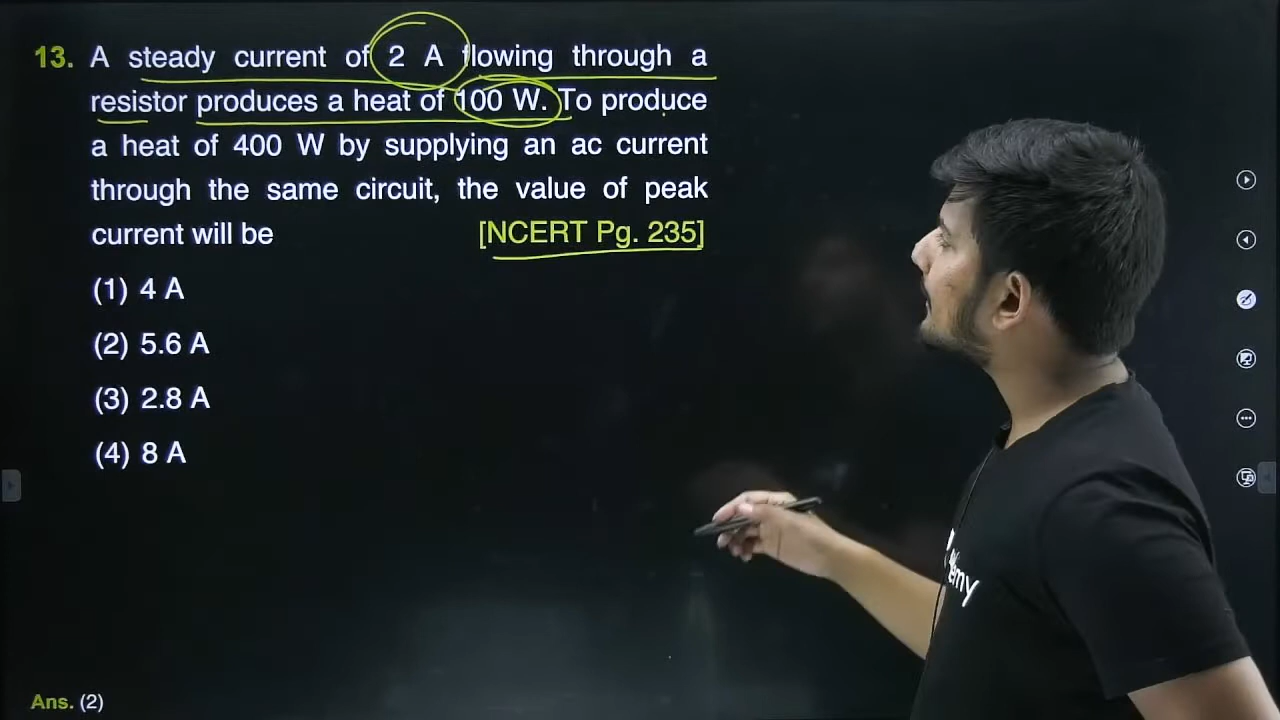 13. A steady current of 2 A flowing through a
resistor produces a heat of 100 W. To produce
a heat of 400 W by supplying an ac current
through the same circuit, the value of peak
current will be [NCERT Pg. 235]
(1) 4 A
(2) 5.6 A
(3) 2.8 A
(4) 8 A
Ans. (2)